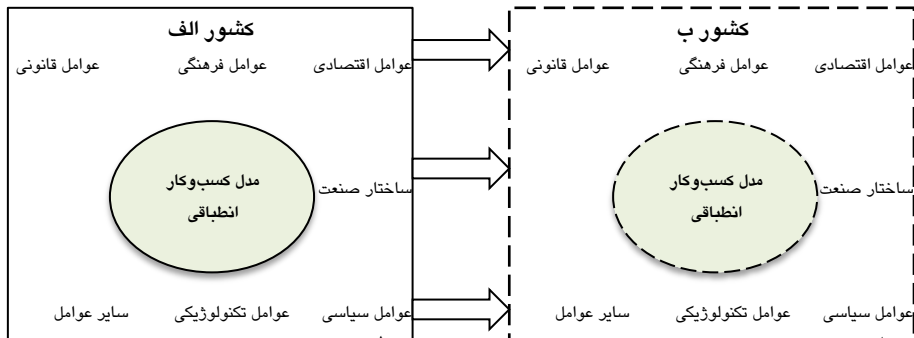 کشور الف
عوامل اقتصادی عوامل فرهنگی عوامل قانونی
مدل کسب‌وکار
انطباقی
ساختار صنعت
عوامل سیاسی عوامل تکنولوژیکی سایر عوامل
کشور ب
عوامل اقتصادی عوامل فرهنگی عوامل قانونی
مدل کسب‌وکار
انطباقی
ساختار صنعت
عوامل سیاسی عوامل تکنولوژیکی سایر عوامل